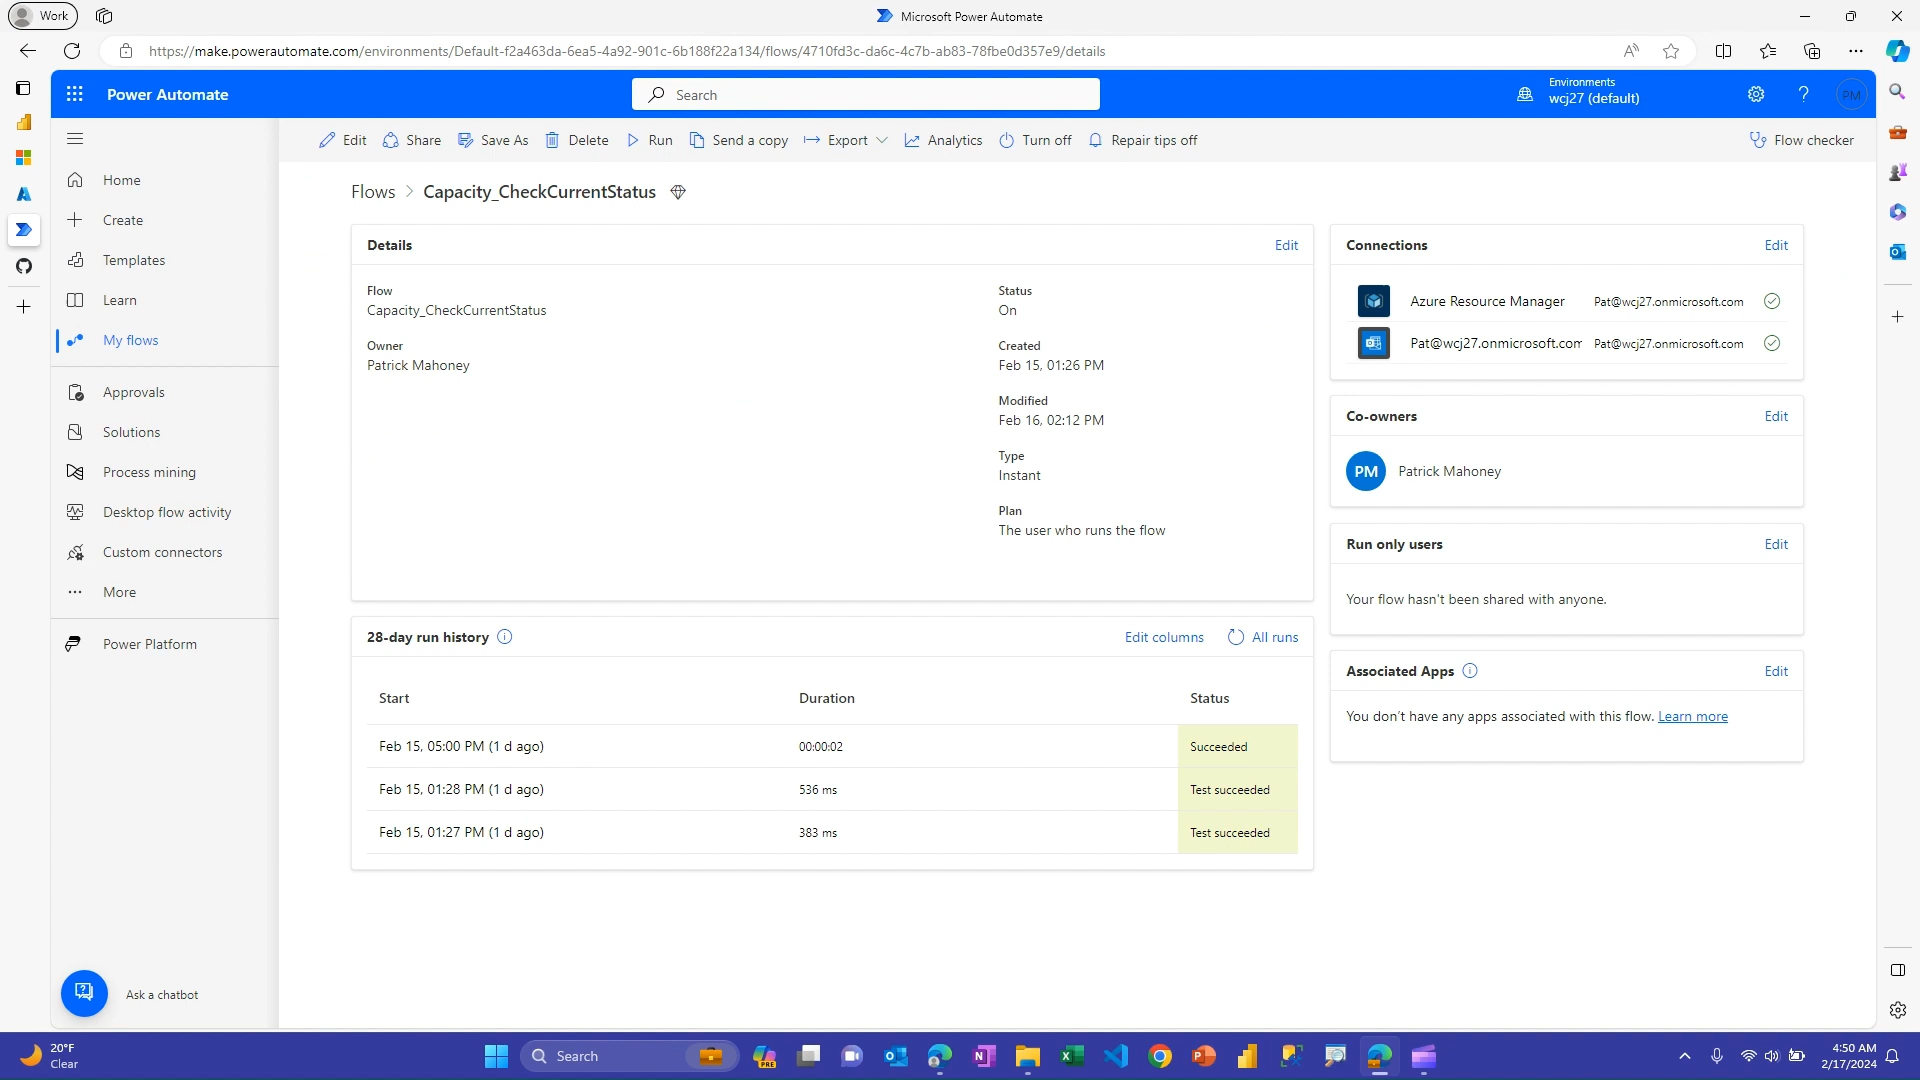 Work
Microsoft Power Automate
https://make.powerautomate.com/environments/Default-f2a463da-6ea5-4a92-901c-6b188f22a134/flows/4710fd3c-da6c-4c7b-ab83-78fbe0d357e9/details
Power Automate
Search
Environments
wcj27 (default)
PM
Edit
Share
Save As
Delete
Run
Send a copy
Export
Analytics
Turn off
Repair tips off
Flow checker
Home
Create
Templates
Learn
My flows
Approvals
Solutions
Process mining
Desktop flow activity
Custom connectors
More
Power Platform
Ask a chatbot
Flows > Capacity_CheckCurrentStatus
Details
Edit
Flow
Capacity_CheckCurrentStatus
Owner
Patrick Mahoney
Status
On
Created
Feb 15, 01:26 PM
Modified
Feb 16, 02:12 PM
Type
Instant
Plan
The user who runs the flow
28-day run history
Edit columns
All runs
Start Duration Status
Feb 15, 05:00 PM (1 d ago) 00:00:02 Succeeded
Feb 15, 01:28 PM (1 d ago) 536 ms Test succeeded
Feb 15, 01:27 PM (1 d ago) 383 ms Test succeeded
Connections
Edit
Azure Resource Manager Pat@wcj27.onmicrosoft.com
Pat@wcj27.onmicrosoft.com Pat@wcj27.onmicrosoft.com
Co-owners
Edit
PM Patrick Mahoney
Run only users
Edit
Your flow hasn't been shared with anyone.
Associated Apps
Edit
You don't have any apps associated with this flow. Learn more
20°F
Clear
Search
PRE
4:50 AM
2/17/2024